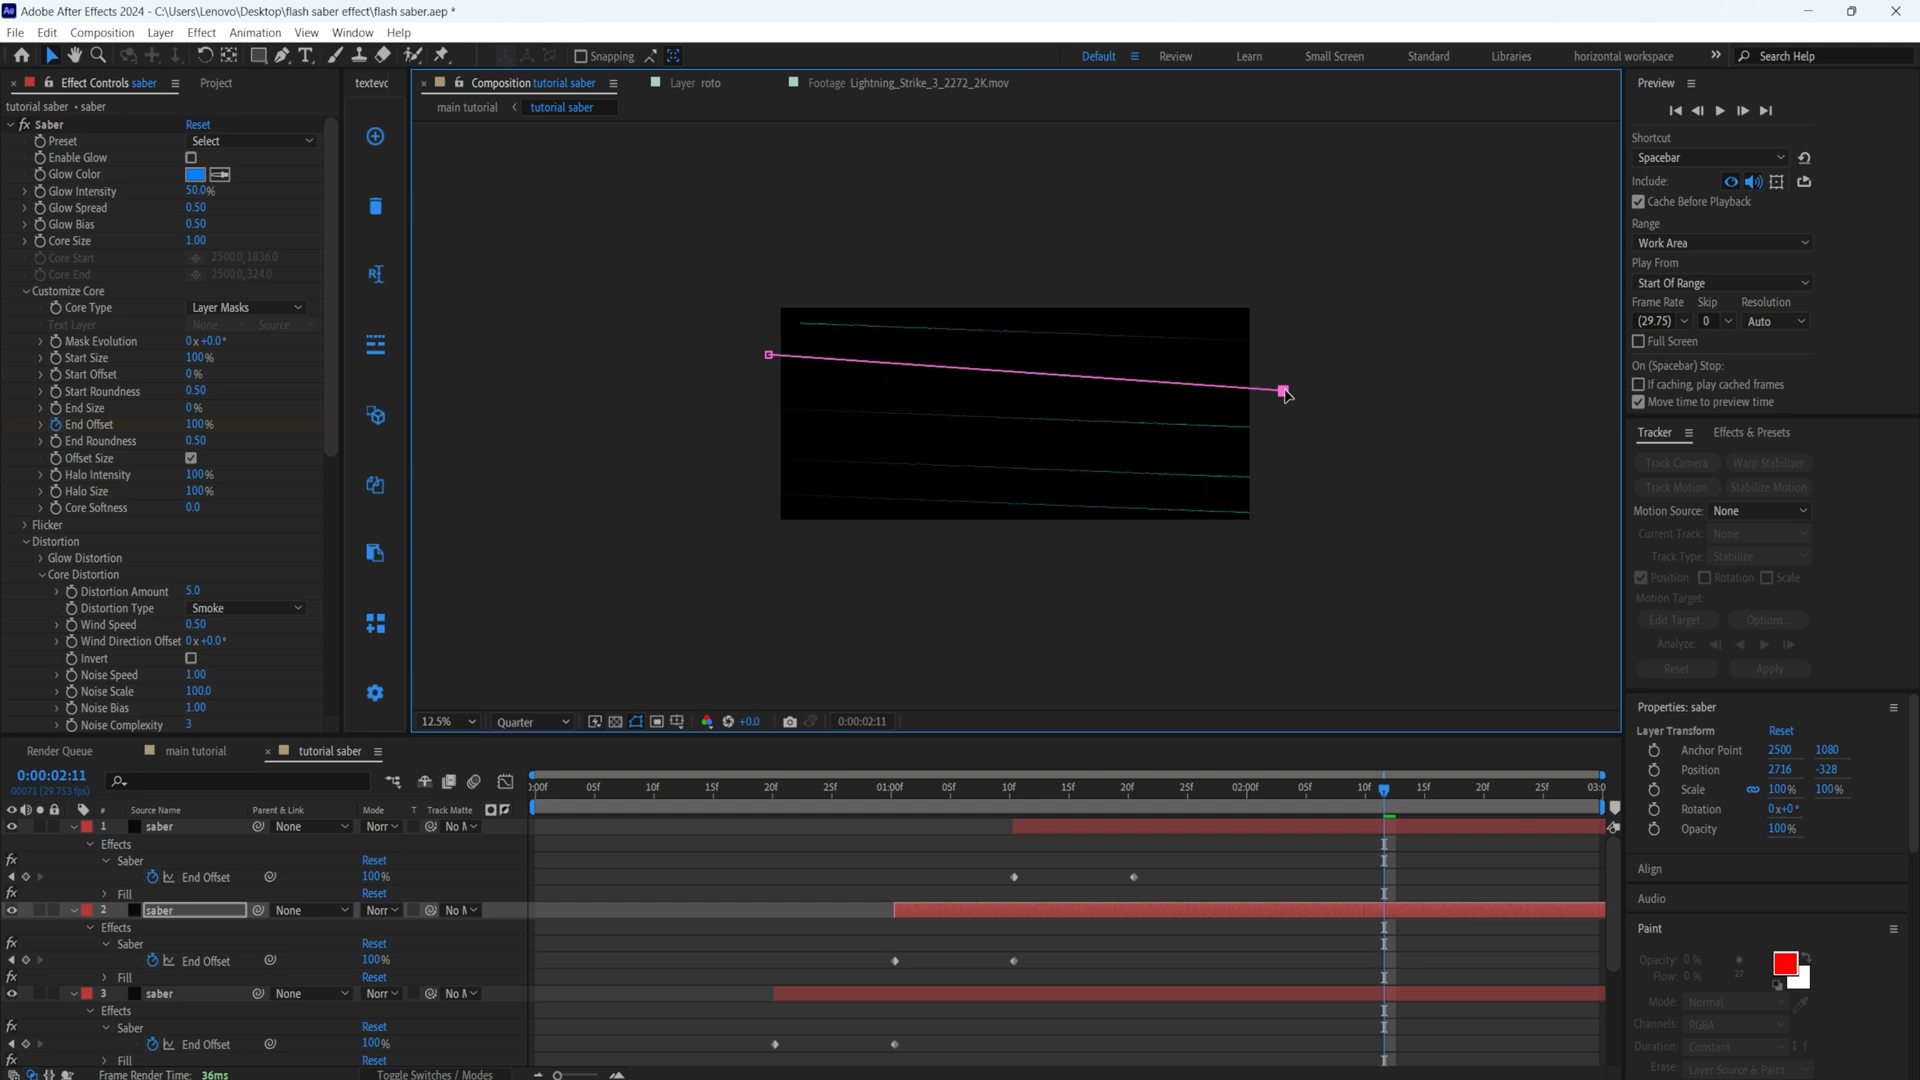 Adobe After Effects 2024 - C:\Users\Lenovo\Desktop\flash saber effect\flash saber.aep *
File Edit Composition Layer Effect Animation View Window Help
Snapping
Default Review Learn Small Screen Standard Libraries horizontal workspace Search Help
Effect Controls saber Project
textevo
Composition tutorial saber
Layer roto
Footage Lightning_Strike_3_2272_2K.mov
tutorial saber • saber
main tutorial < tutorial saber
fx Saber Reset
Preset Select
Enable Glow
Glow Color
Glow Intensity 50.0%
Glow Spread 0.50
Glow Bias 0.50
Core Size 1.00
Core Start 2500.0,1836.0
Core End 2500.0,324.0
Customize Core
Core Type Layer Masks
Text Layer None Source
Mask Evolution 0x+0.0°
Start Size 100%
Start Offset 0%
Start Roundness 0.50
End Size 0%
End Offset 100%
End Roundness 0.50
Offset Size
Halo Intensity 100%
Halo Size 100%
Core Softness 0.0
Flicker
Distortion
Glow Distortion
Core Distortion
Distortion Amount 5.0
Distortion Type Smoke
Wind Speed 0.50
Wind Direction Offset 0x+0.0°
Invert
Noise Speed 1.00
Noise Scale 100.0
Noise Bias 1.00
Noise Complexity 3
12.5% Quarter +0.0 0:00:02:11
Preview
Shortcut
Spacebar
Include:
Cache Before Playback
Range
Work Area
Play From
Start Of Range
Frame Rate Skip Resolution
(29.75) 0 Auto
Full Screen
On (Spacebar) Stop:
If caching, play cached frames
Move time to preview time
Tracker Effects & Presets
Track Camera Warp Stabilizer
Track Motion Stabilize Motion
Motion Source: None
Current Track: None
Track Type: Stabilize
Position Rotation Scale
Motion Target:
Edit Target... Options...
Analyze:
Reset Apply
Properties: saber
Layer Transform Reset
Anchor Point 2500 1080
Position 2716 -328
Scale 100% 100%
Rotation 0x+0°
Opacity 100%
Align
Audio
Paint
Opacity: 0 %
Flow: 0 % 27
Mode: Normal
Channels: RGBA
Duration: Constant 1 f
Erase: Layer Source & Paint
Render Queue main tutorial tutorial saber
0:00:02:11
00071 (29.753 fps)
# Source Name Parent & Link Mode T Track Matte
05f 10f 15f 20f 25f 01:00f 05f 10f 15f 20f 25f 02:00f 05f 10f 15f 20f 25f 03:0
1 saber None Norr No M
Effects
fx Saber Reset
End Offset 100%
fx Fill Reset
2 saber None Norr No M
Effects
fx Saber Reset
End Offset 100%
fx Fill Reset
3 saber None Norr No M
Effects
fx Saber Reset
End Offset 100%
fx Fill Reset
Frame Render Time: 36ms Toggle Switches / Modes